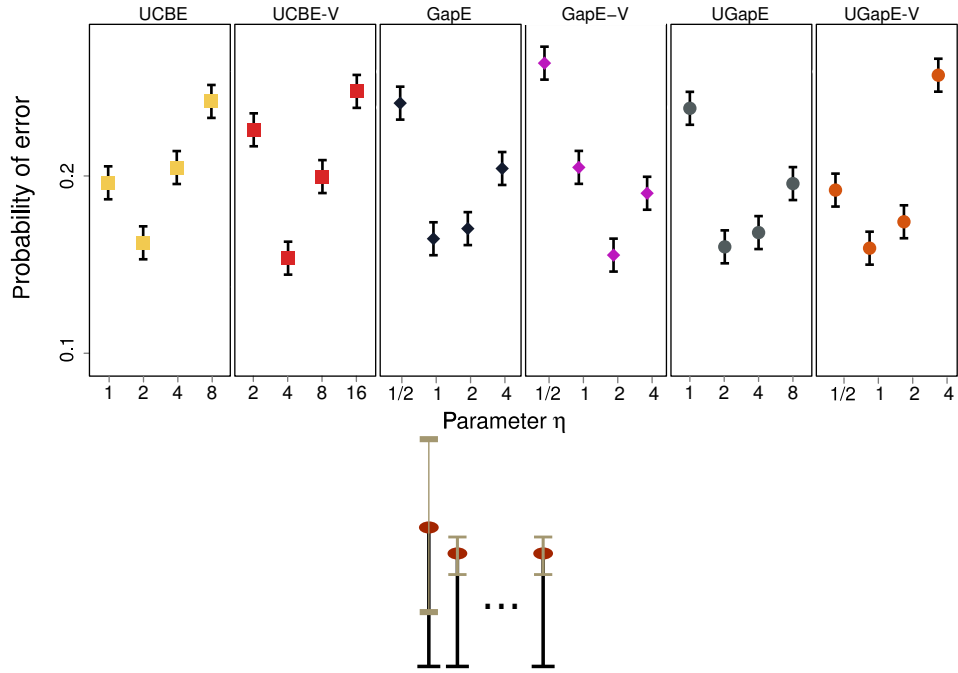 UCBE UCBE-V GapE GapE−V UGapE UGapE-V
Probability of error
0.2
0.1
1 2 4 8 2 4 8 16 1/2 1 2 4 1/2 1 2 4 1 2 4 8 1/2 1 2 4
Parameter η
...